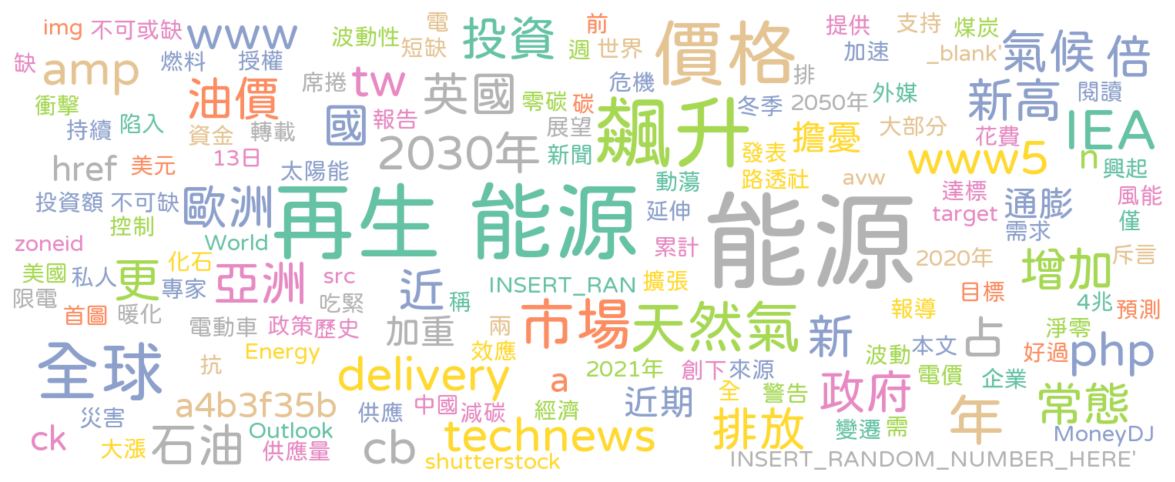 img 不可或缺 www 波動性 電 短缺 投資 週 前 世界 價格 提供 支持 煤炭
缺 amp 燃料 授權 加速 _blank' 氣候 倍
衝擊 油價 席捲 tw 英國 零碳 碳 危機 排 冬季 2050年 外媒 新高 閱讀
持續 陷入 資金 轉載 國 報告 2030年 展望 新聞 飆升 發表 擔憂 大部分 花費 IEA
href 美元 13日 太陽能 動蕩 路透社 avw www5 n 興起
投資額 不可缺 歐洲 再生 能源 延伸 能源 達標 target 通膨 風能 僅
控制 World 累計 2020年 需求 斥言
zoneid 美國 私人 更 化石 專家 亞洲 src 近 稱 INSERT_RAN 擴張 增加 目標 4兆
限電 首圖 暖化 電動車 政策 歷史 吃緊 加重 兩 市場 天然氣 新 報導 占 淨零 預測
全球 抗 Energy 效應 2021年 創下 來源 波動 本文 好過 php
delivery a 全 警告 政府 電價 企業 常態
災害 a4b3f35b 供應 中國 減碳 經濟 近期 排放 變遷 需 年
ck 大漲 石油 Outlook 供應量 cb technews MoneyDJ
shutterstock INSERT_RANDOM_NUMBER_HERE'